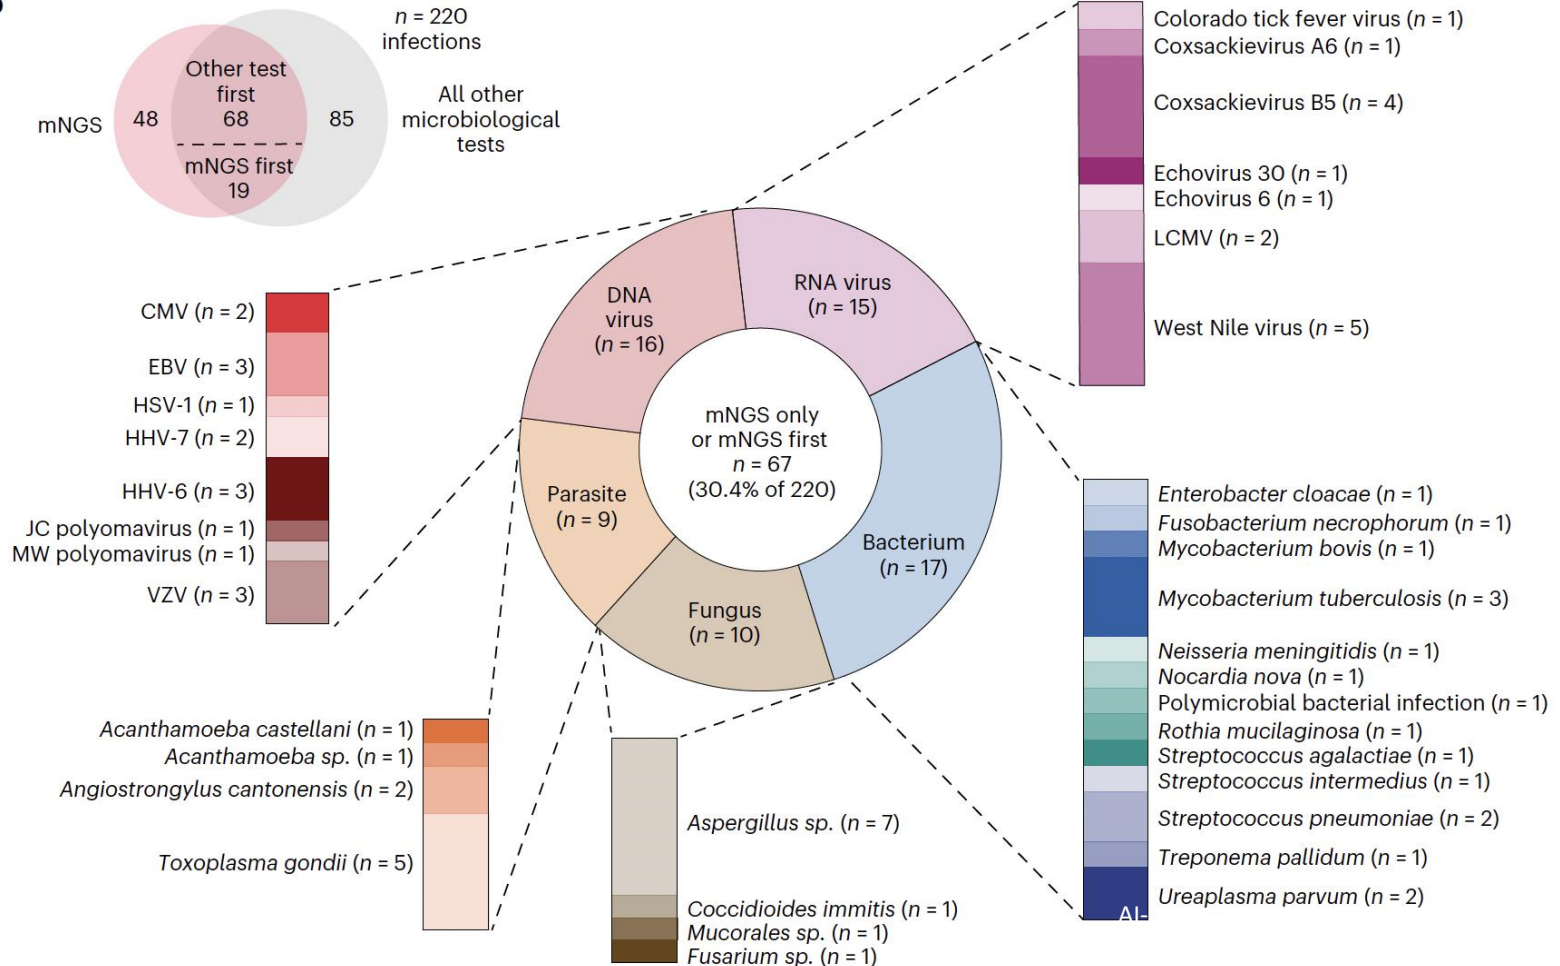 n = 220
infections
mNGS
48
Other test
first
68
mNGS first
19
85
All other
microbiological
tests
Colorado tick fever virus (n = 1)
Coxsackievirus A6 (n = 1)
Coxsackievirus B5 (n = 4)
Echovirus 30 (n = 1)
Echovirus 6 (n = 1)
LCMV (n = 2)
West Nile virus (n = 5)
DNA
virus
(n = 16)
RNA virus
(n = 15)
mNGS only
or mNGS first
n = 67
(30.4% of 220)
Parasite
(n = 9)
Bacterium
(n = 17)
Fungus
(n = 10)
CMV (n = 2)
EBV (n = 3)
HSV-1 (n = 1)
HHV-7 (n = 2)
HHV-6 (n = 3)
JC polyomavirus (n = 1)
MW polyomavirus (n = 1)
VZV (n = 3)
Enterobacter cloacae (n = 1)
Fusobacterium necrophorum (n = 1)
Mycobacterium bovis (n = 1)
Mycobacterium tuberculosis (n = 3)
Neisseria meningitidis (n = 1)
Nocardia nova (n = 1)
Polymicrobial bacterial infection (n = 1)
Rothia mucilaginosa (n = 1)
Streptococcus agalactiae (n = 1)
Streptococcus intermedius (n = 1)
Streptococcus pneumoniae (n = 2)
Treponema pallidum (n = 1)
Ureaplasma parvum (n = 2)
AI-
Acanthamoeba castellani (n = 1)
Acanthamoeba sp. (n = 1)
Angiostrongylus cantonensis (n = 2)
Toxoplasma gondii (n = 5)
Aspergillus sp. (n = 7)
Coccidioides immitis (n = 1)
Mucorales sp. (n = 1)
Fusarium sp. (n = 1)